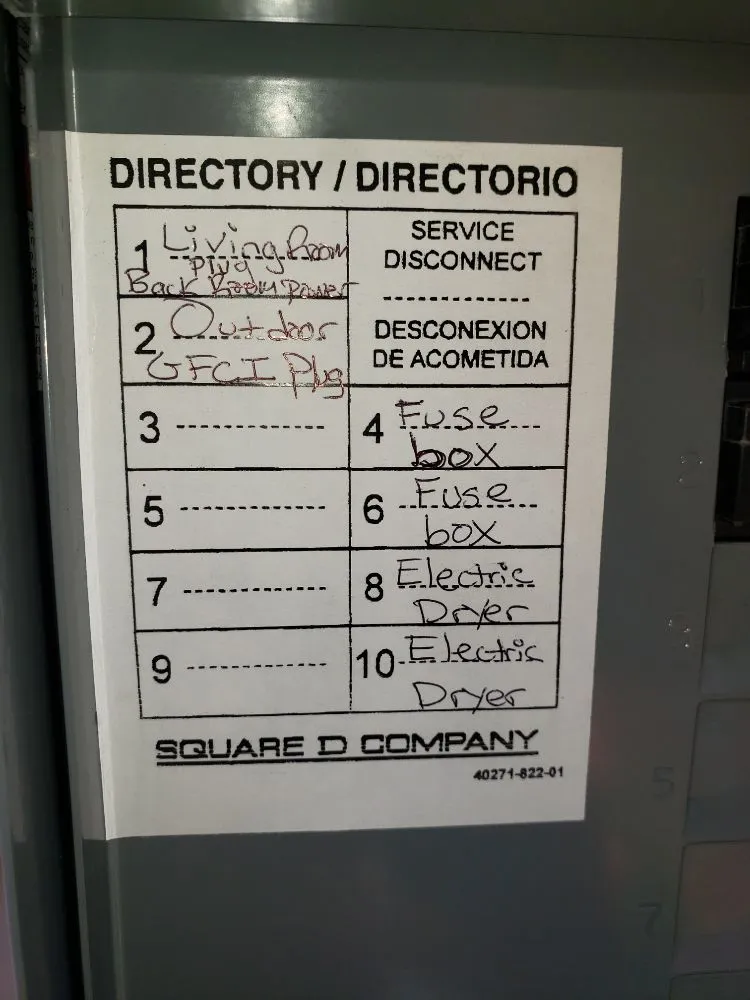 DIRECTORY / DIRECTORIO
1 Living Room
Plug
Back Room Power
SERVICE
DISCONNECT
DESCONEXION
DE ACOMETIDA
2 Outdoor
GFCI Plug
3
4 Fuse
box
5
6 Fuse
box
7
8 Electric
Dryer
9
10 Electric
Dryer
SQUARE D COMPANY
40271-822-01
5
7